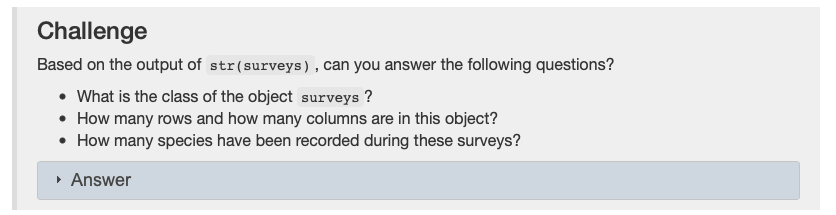 Challenge
Based on the output of str(surveys), can you answer the following questions?
• What is the class of the object surveys?
• How many rows and how many columns are in this object?
• How many species have been recorded during these surveys?
Answer